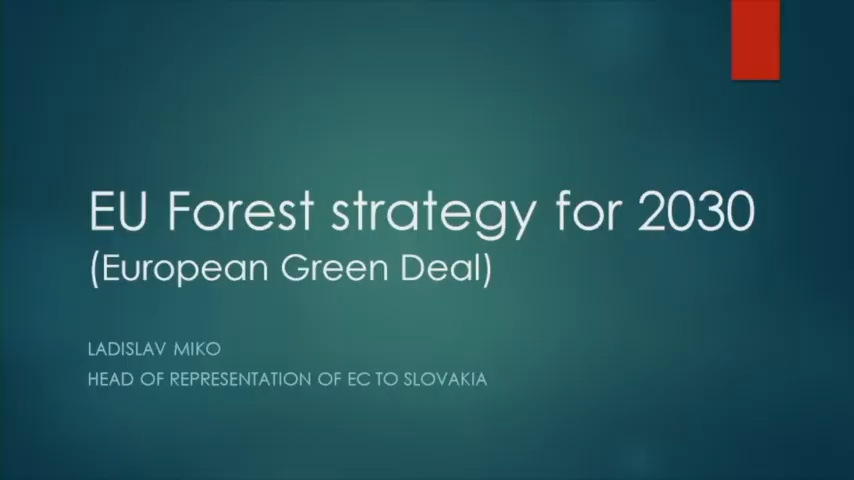 EU Forest strategy for 2030
(European Green Deal)
LADISLAV MIKO
HEAD OF REPRESENTATION OF EC TO SLOVAKIA